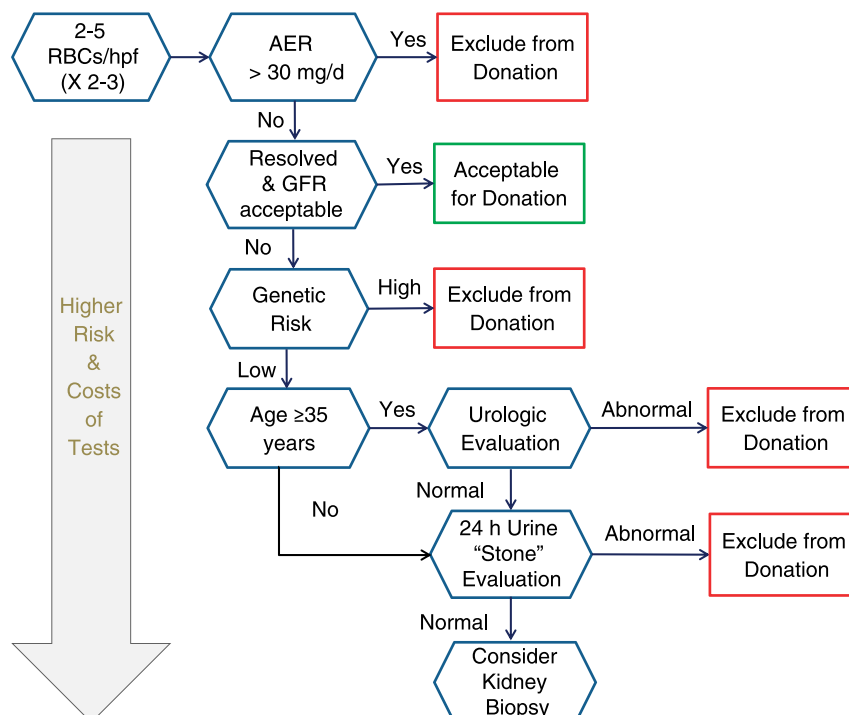 2-5
RBCs/hpf
(X 2-3)
AER
> 30 mg/d
Yes
Exclude from
Donation
No
Resolved
& GFR
acceptable
Yes
Acceptable
for Donation
No
Genetic
Risk
High
Exclude from
Donation
Higher
Risk
&
Costs
of
Tests
Low
Age ≥35
years
Yes
Urologic
Evaluation
Abnormal
Exclude from
Donation
Normal
No
24 h Urine
“Stone”
Evaluation
Abnormal
Exclude from
Donation
Normal
Consider
Kidney
Biopsy